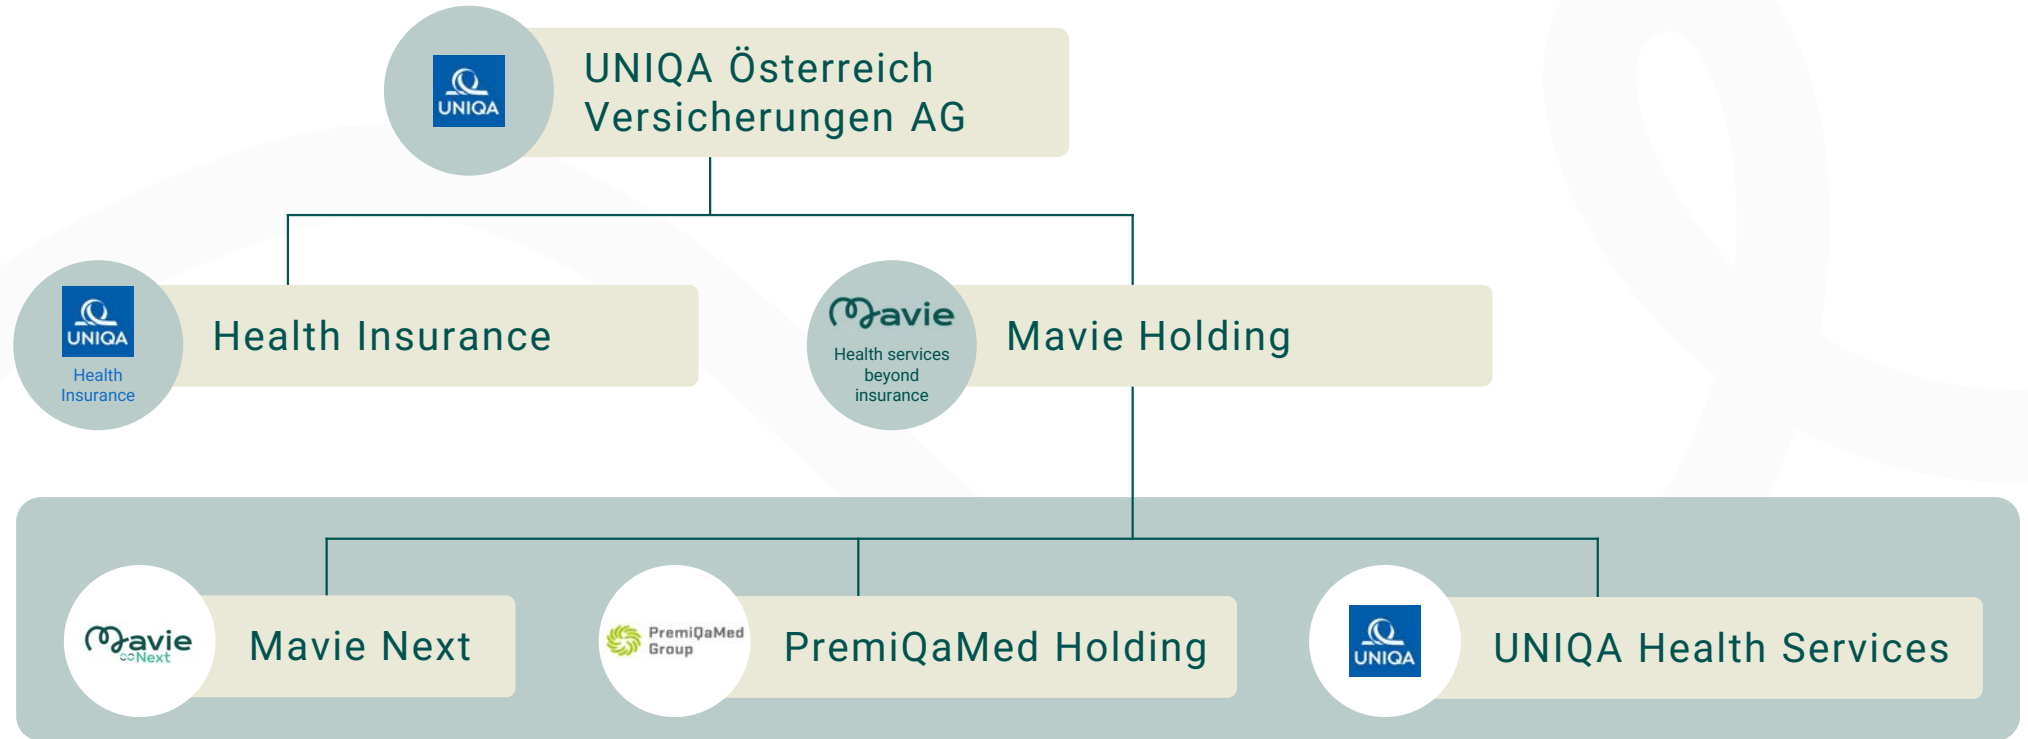 UNIQA
UNIQA Österreich
Versicherungen AG
UNIQA
Health
Insurance
Health Insurance
Mavie
Health services
beyond
insurance
Mavie Holding
Mavie
Next
Mavie Next
PremiQaMed
Group
PremiQaMed Holding
UNIQA
UNIQA Health Services